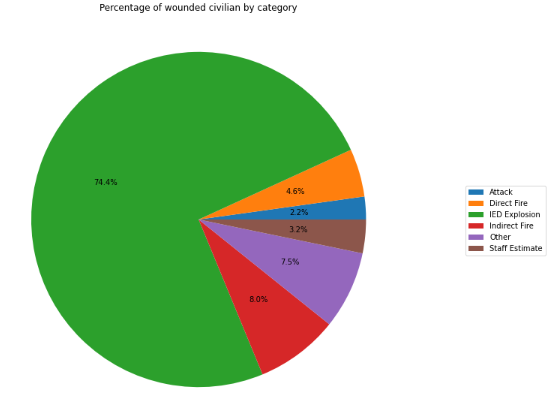 Percentage of wounded civilian by category
74.4%
4.6%
2.2%
3.2%
7.5%
8.0%
Attack
Direct Fire
IED Explosion
Indirect Fire
Other
Staff Estimate